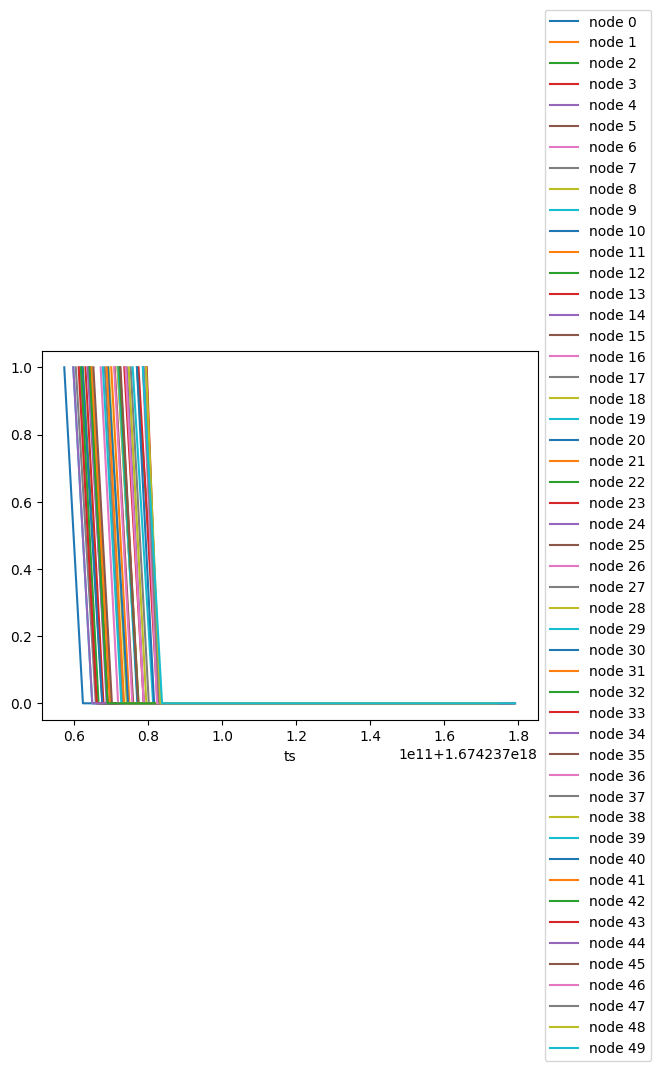 node 0
node 1
node 2
node 3
node 4
node 5
node 6
node 7
node 8
node 9
node 10
node 11
node 12
node 13
node 14
node 15
node 16
node 17
node 18
node 19
node 20
node 21
node 22
node 23
node 24
node 25
node 26
node 27
node 28
node 29
node 30
node 31
node 32
node 33
node 34
node 35
node 36
node 37
node 38
node 39
node 40
node 41
node 42
node 43
node 44
node 45
node 46
node 47
node 48
node 49
1.0
0.8
0.6
0.4
0.2
0.0
0.6 0.8 1.0 1.2 1.4 1.6 1.8
ts
1e11+1.674237e18